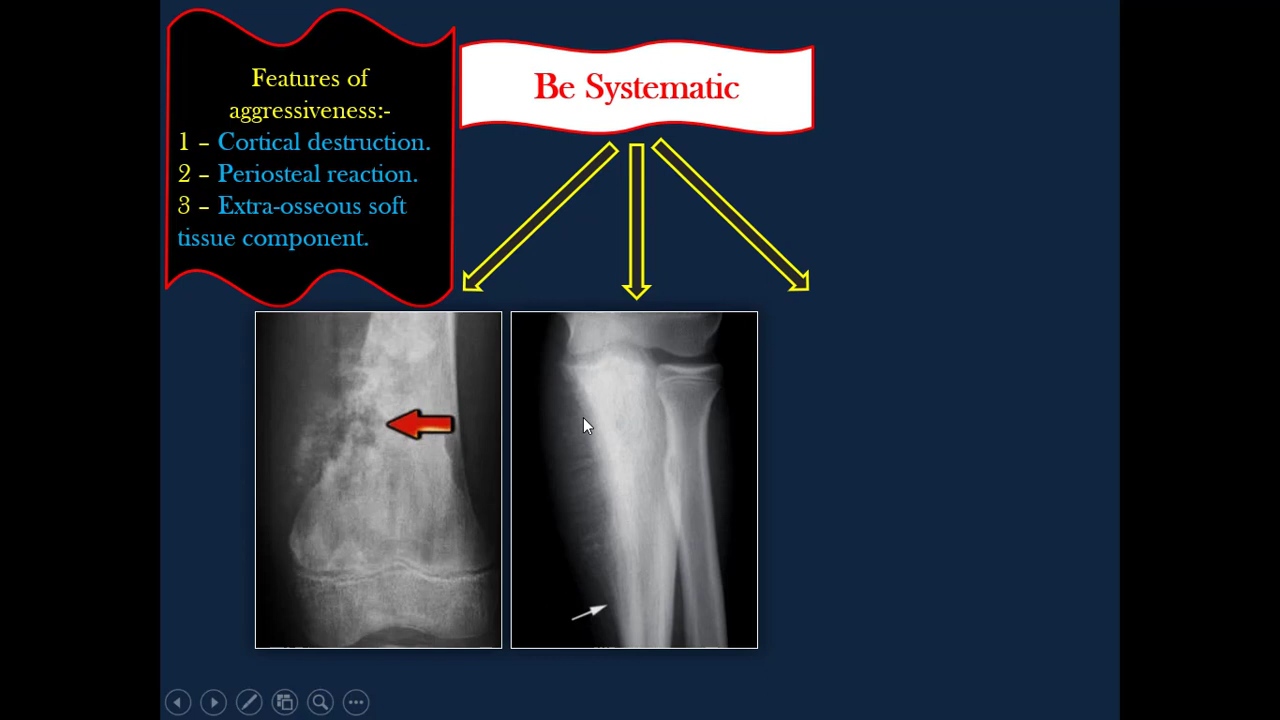 Features of
aggressiveness:-
1 – Cortical destruction.
2 – Periosteal reaction.
3 – Extra-osseous soft
tissue component.
Be Systematic